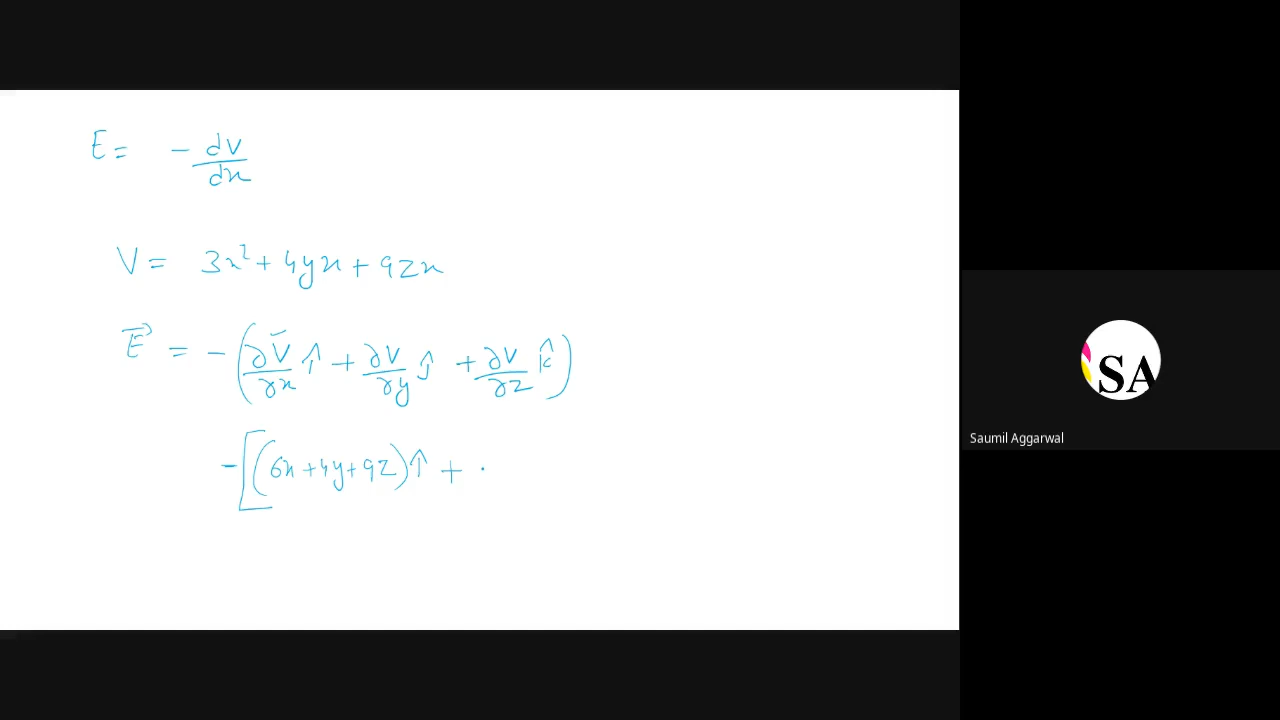 E = - dV/dx
V = 3x² + 4yx + 9zx
E⃗ = - (∂V/∂x î + ∂V/∂y ĵ + ∂V/∂z k̂)
- [(6x + 4y + 9z) î + .
SA
Saumil Aggarwal